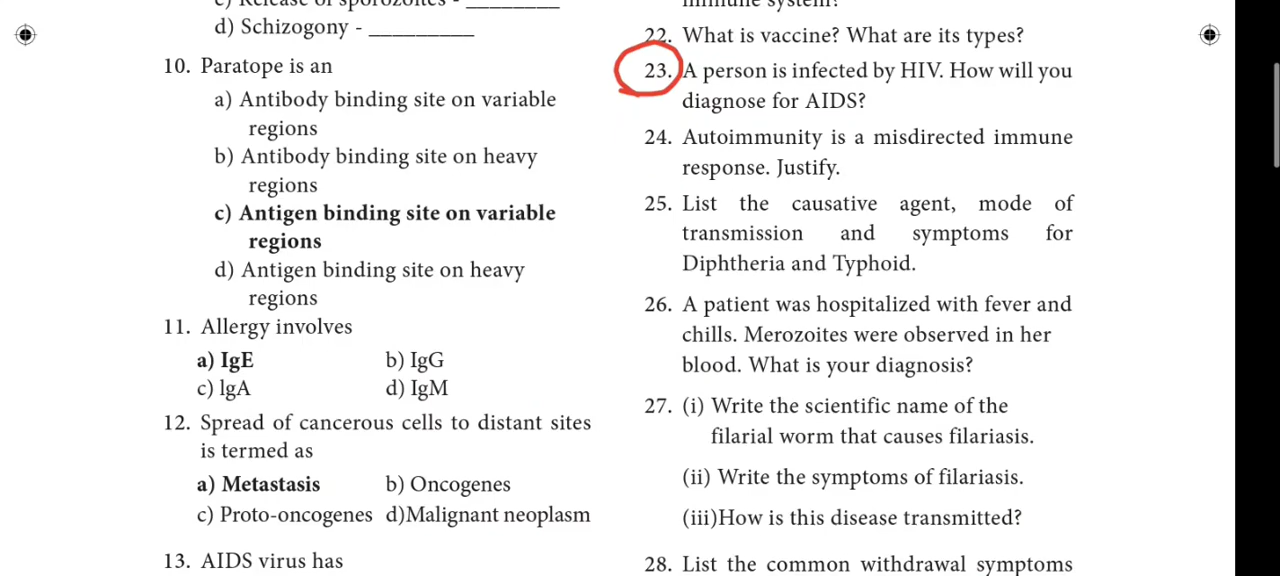 d) Schizogony - _________
10. Paratope is an
a) Antibody binding site on variable
regions
b) Antibody binding site on heavy
regions
c) Antigen binding site on variable
regions
d) Antigen binding site on heavy
regions
11. Allergy involves
a) IgE b) IgG
c) lgA d) IgM
12. Spread of cancerous cells to distant sites
is termed as
a) Metastasis b) Oncogenes
c) Proto-oncogenes d)Malignant neoplasm
13. AIDS virus has
22. What is vaccine? What are its types?
23. A person is infected by HIV. How will you
diagnose for AIDS?
24. Autoimmunity is a misdirected immune
response. Justify.
25. List the causative agent, mode of
transmission and symptoms for
Diphtheria and Typhoid.
26. A patient was hospitalized with fever and
chills. Merozoites were observed in her
blood. What is your diagnosis?
27. (i) Write the scientific name of the
filarial worm that causes filariasis.
(ii) Write the symptoms of filariasis.
(iii)How is this disease transmitted?
28. List the common withdrawal symptoms